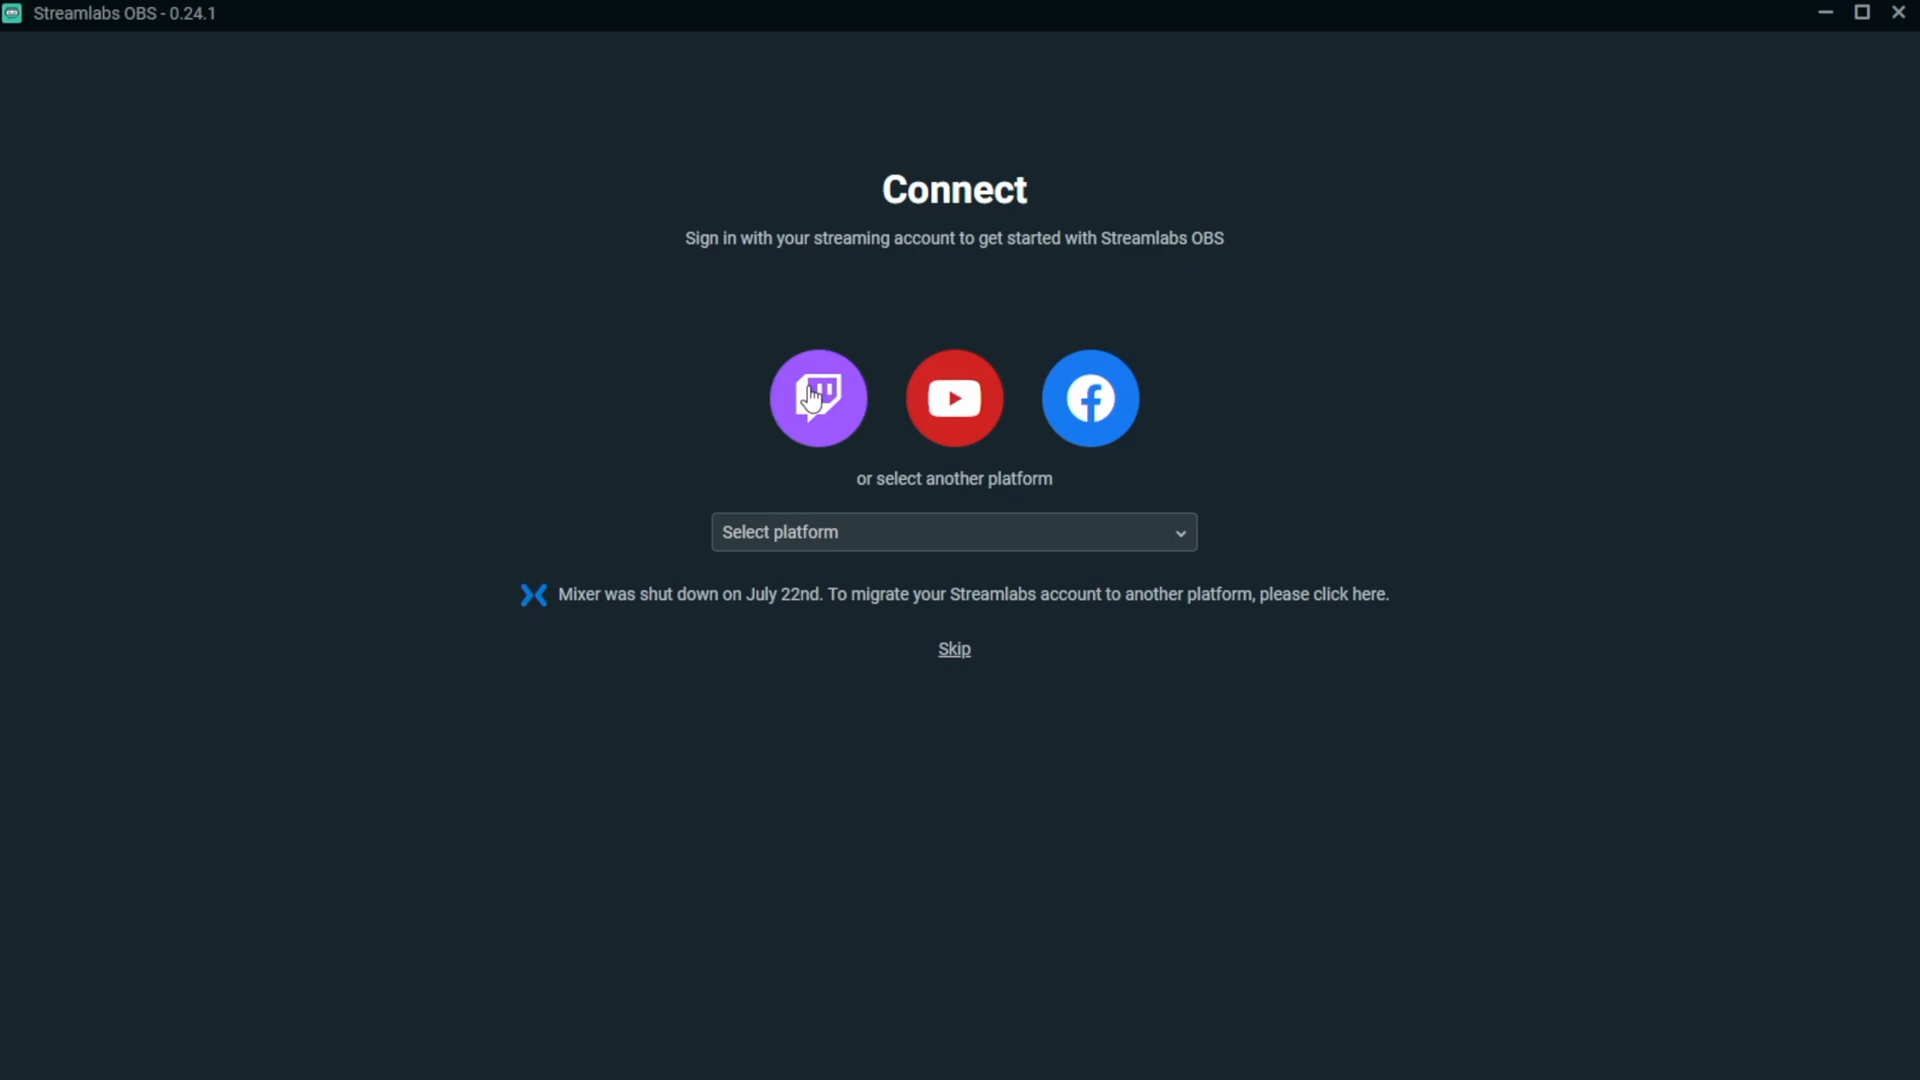 Streamlabs OBS - 0.24.1
Connect
Sign in with your streaming account to get started with Streamlabs OBS
or select another platform
Select platform
Mixer was shut down on July 22nd. To migrate your Streamlabs account to another platform, please click here.
Skip